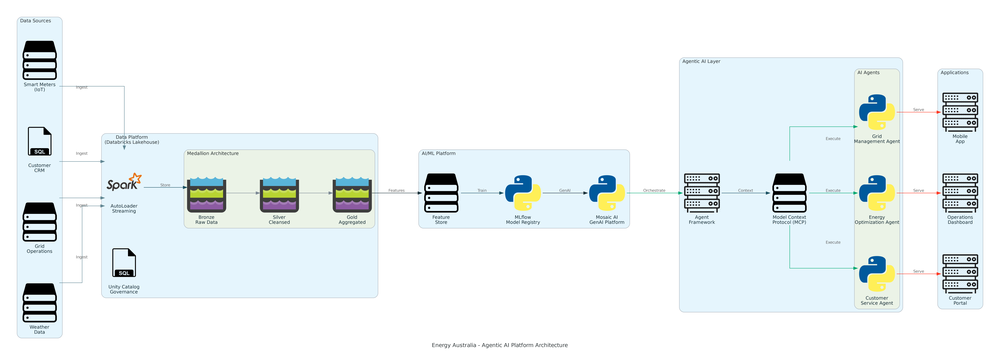 Data Sources
Smart Meters
(IoT)
Ingest
SQL
Customer
CRM
Ingest
Grid
Operations
Ingest
Weather
Data
Ingest
Data Platform
(Databricks Lakehouse)
Spark
AutoLoader
Streaming
Store
SQL
Unity Catalog
Governance
Medallion Architecture
Bronze
Raw Data
Silver
Cleansed
Gold
Aggregated
Features
AI/ML Platform
Feature
Store
Train
MLflow
Model Registry
GenAI
Mosaic AI
GenAI Platform
Orchestrate
Agentic AI Layer
Agent
Framework
Context
Model Context
Protocol (MCP)
Execute
Execute
Execute
AI Agents
Grid
Management Agent
Energy
Optimization Agent
Customer
Service Agent
Serve
Serve
Serve
Applications
Mobile
App
Operations
Dashboard
Customer
Portal
Energy Australia - Agentic AI Platform Architecture